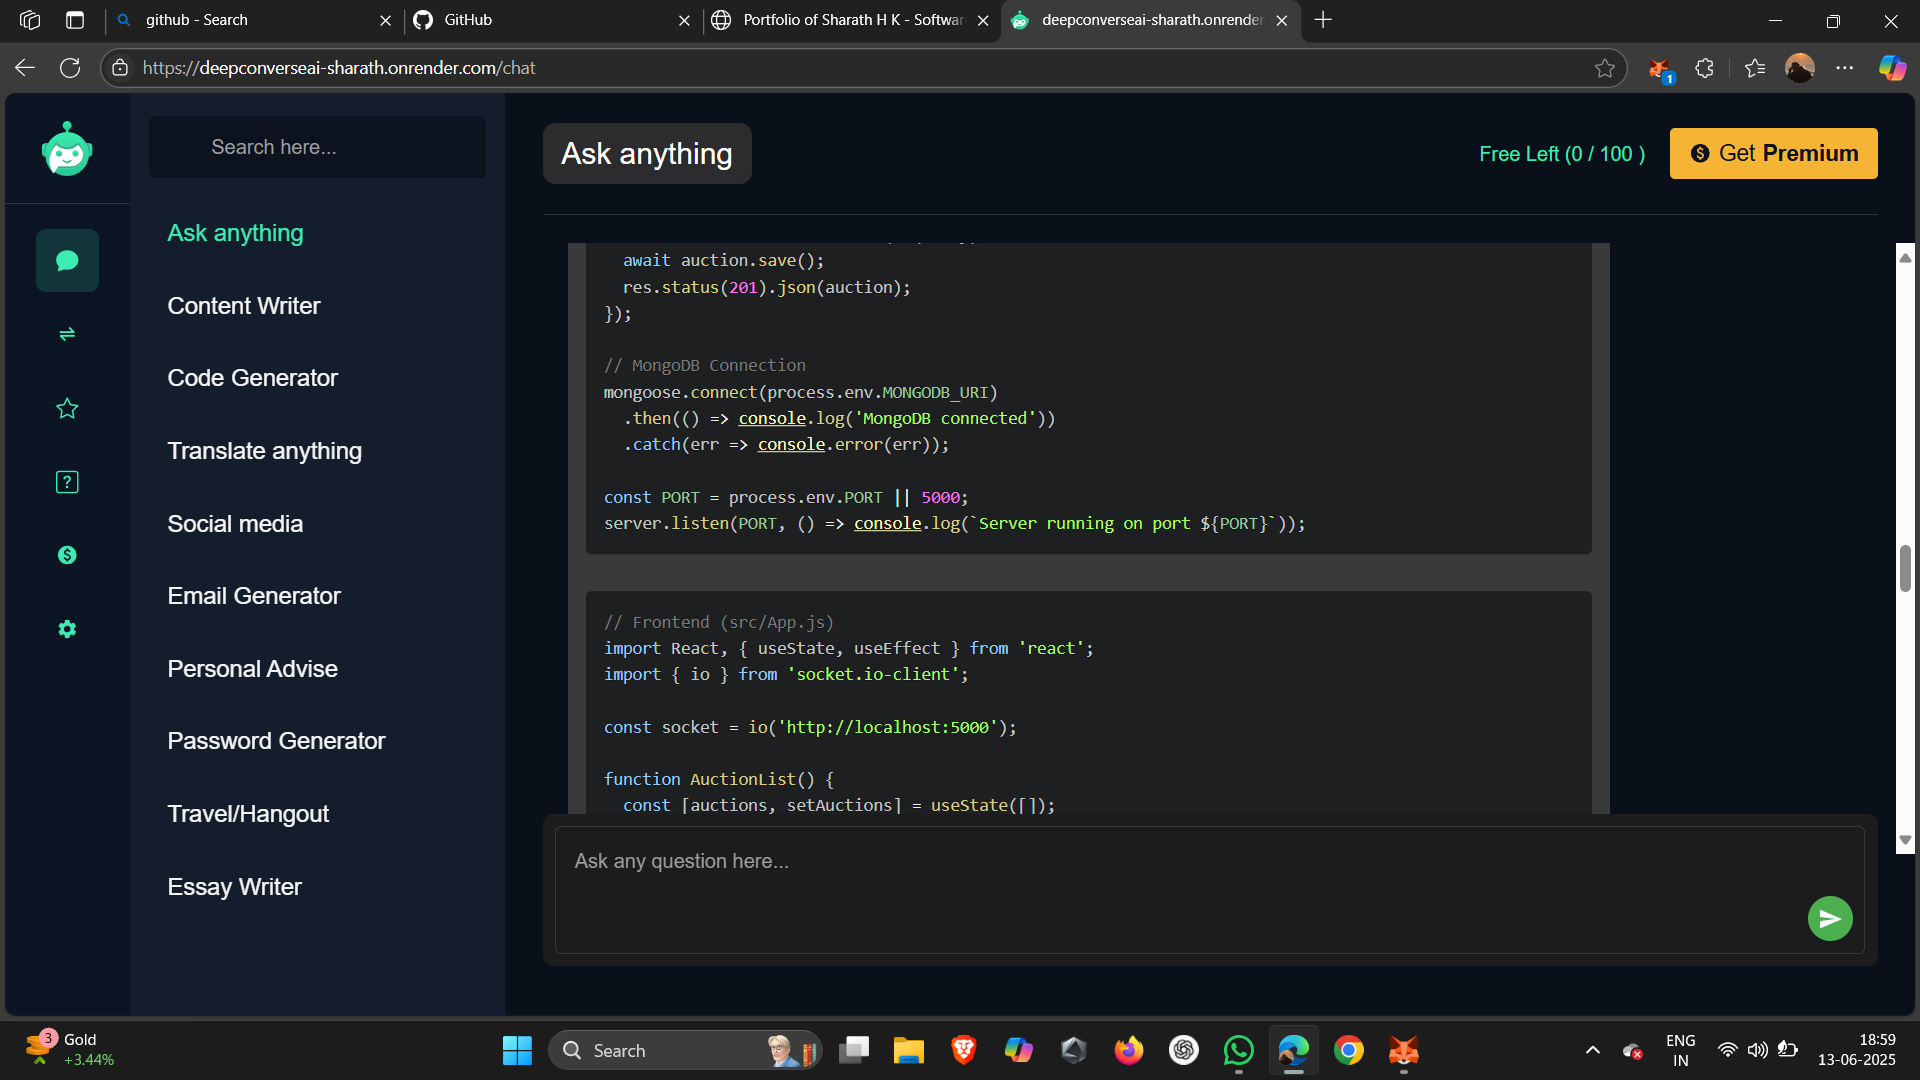 github - Search
GitHub
Portfolio of Sharath H K - Softwar
deepconverseai-sharath.onrender
https://deepconverseai-sharath.onrender.com/chat
1
Search here...
Ask anything
Content Writer
Code Generator
Translate anything
Social media
Email Generator
Personal Advise
Password Generator
Travel/Hangout
Essay Writer
Ask anything
Free Left (0 / 100 )
Get Premium
await auction.save();
res.status(201).json(auction);
});
// MongoDB Connection
mongoose.connect(process.env.MONGODB_URI)
.then(() => console.log('MongoDB connected'))
.catch(err => console.error(err));
const PORT = process.env.PORT || 5000;
server.listen(PORT, () => console.log(`Server running on port ${PORT}`));
// Frontend (src/App.js)
import React, { useState, useEffect } from 'react';
import { io } from 'socket.io-client';
const socket = io('http://localhost:5000');
function AuctionList() {
const [auctions, setAuctions] = useState([]);
Ask any question here...
3
Gold
+3.44%
Search
ENG
IN
18:59
13-06-2025